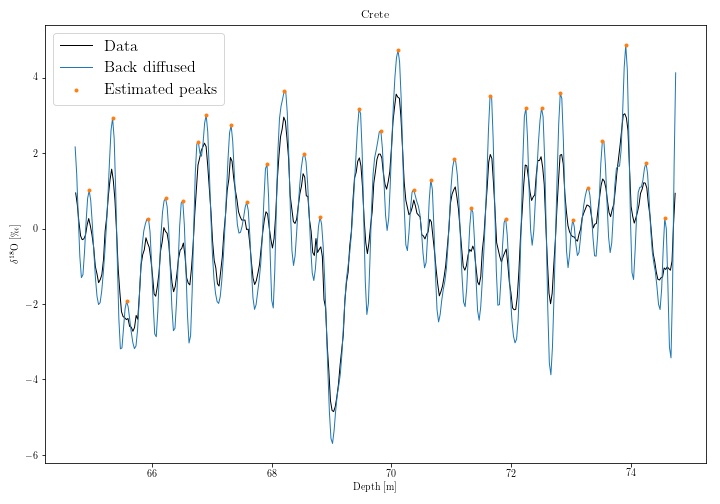 Crete
Data
Back diffused
Estimated peaks
δ¹⁸O [‰]
4
2
0
−2
−4
−6
66
68
70
72
74
Depth [m]